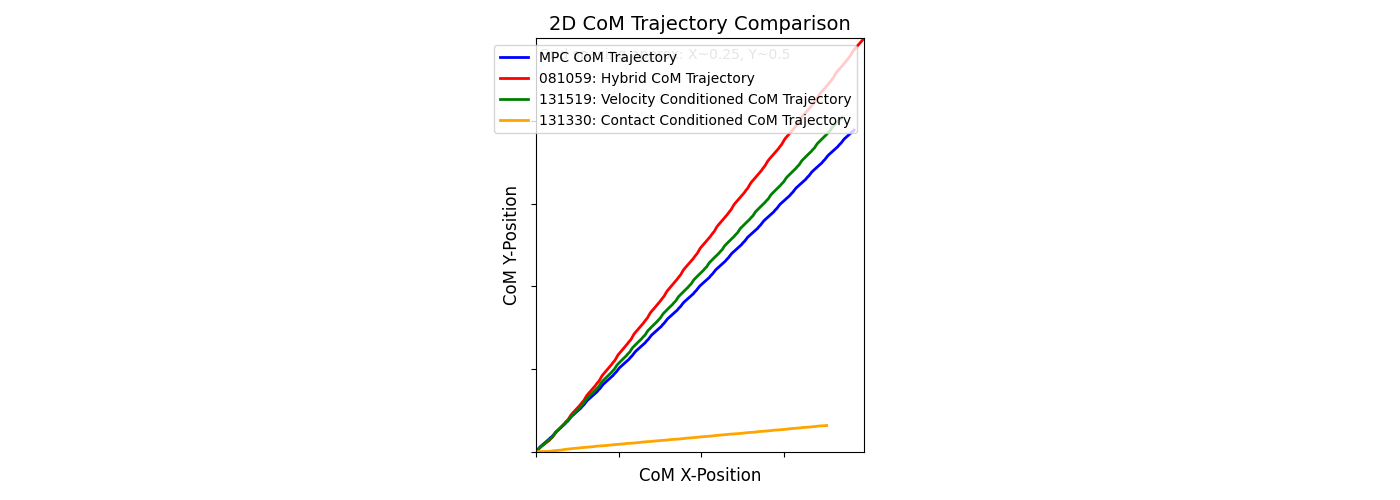 2D CoM Trajectory Comparison
: X~0.25, Y~0.5
MPC CoM Trajectory
081059: Hybrid CoM Trajectory
131519: Velocity Conditioned CoM Trajectory
131330: Contact Conditioned CoM Trajectory
CoM Y-Position
CoM X-Position